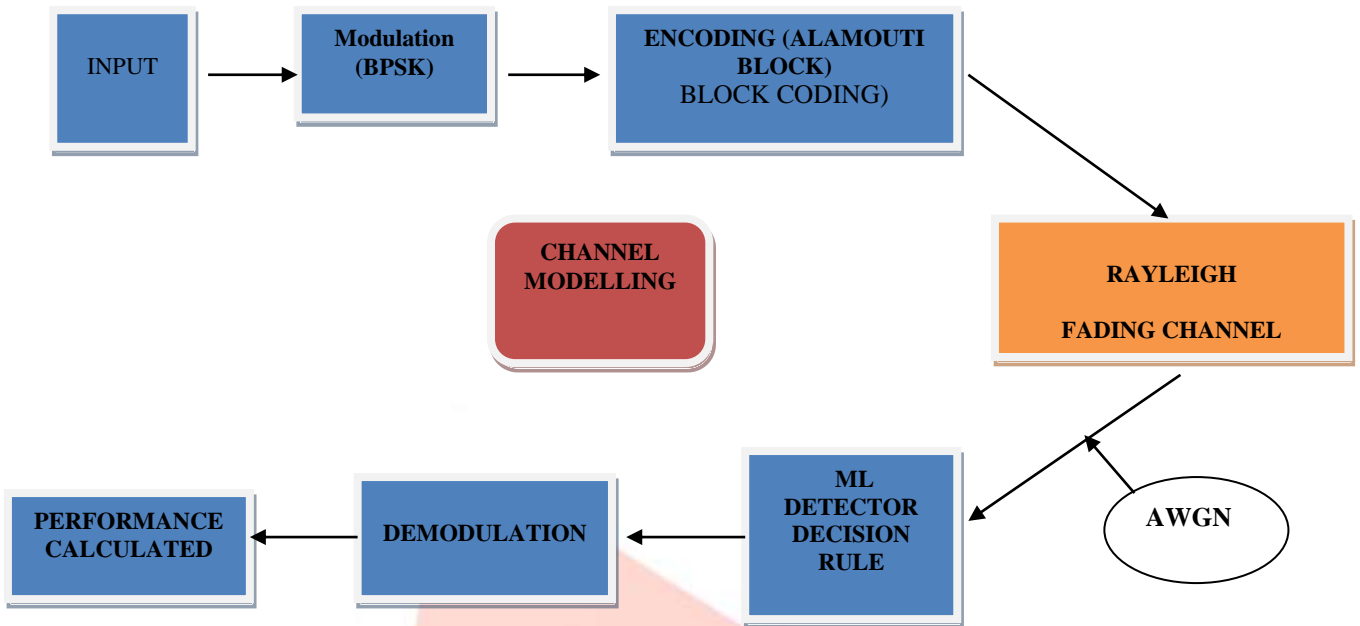 INPUT
Modulation
(BPSK)
ENCODING (ALAMOUTI
BLOCK)
BLOCK CODING)
CHANNEL
MODELLING
RAYLEIGH
FADING CHANNEL
AWGN
ML
DETECTOR
DECISION
RULE
DEMODULATION
PERFORMANCE
CALCULATED